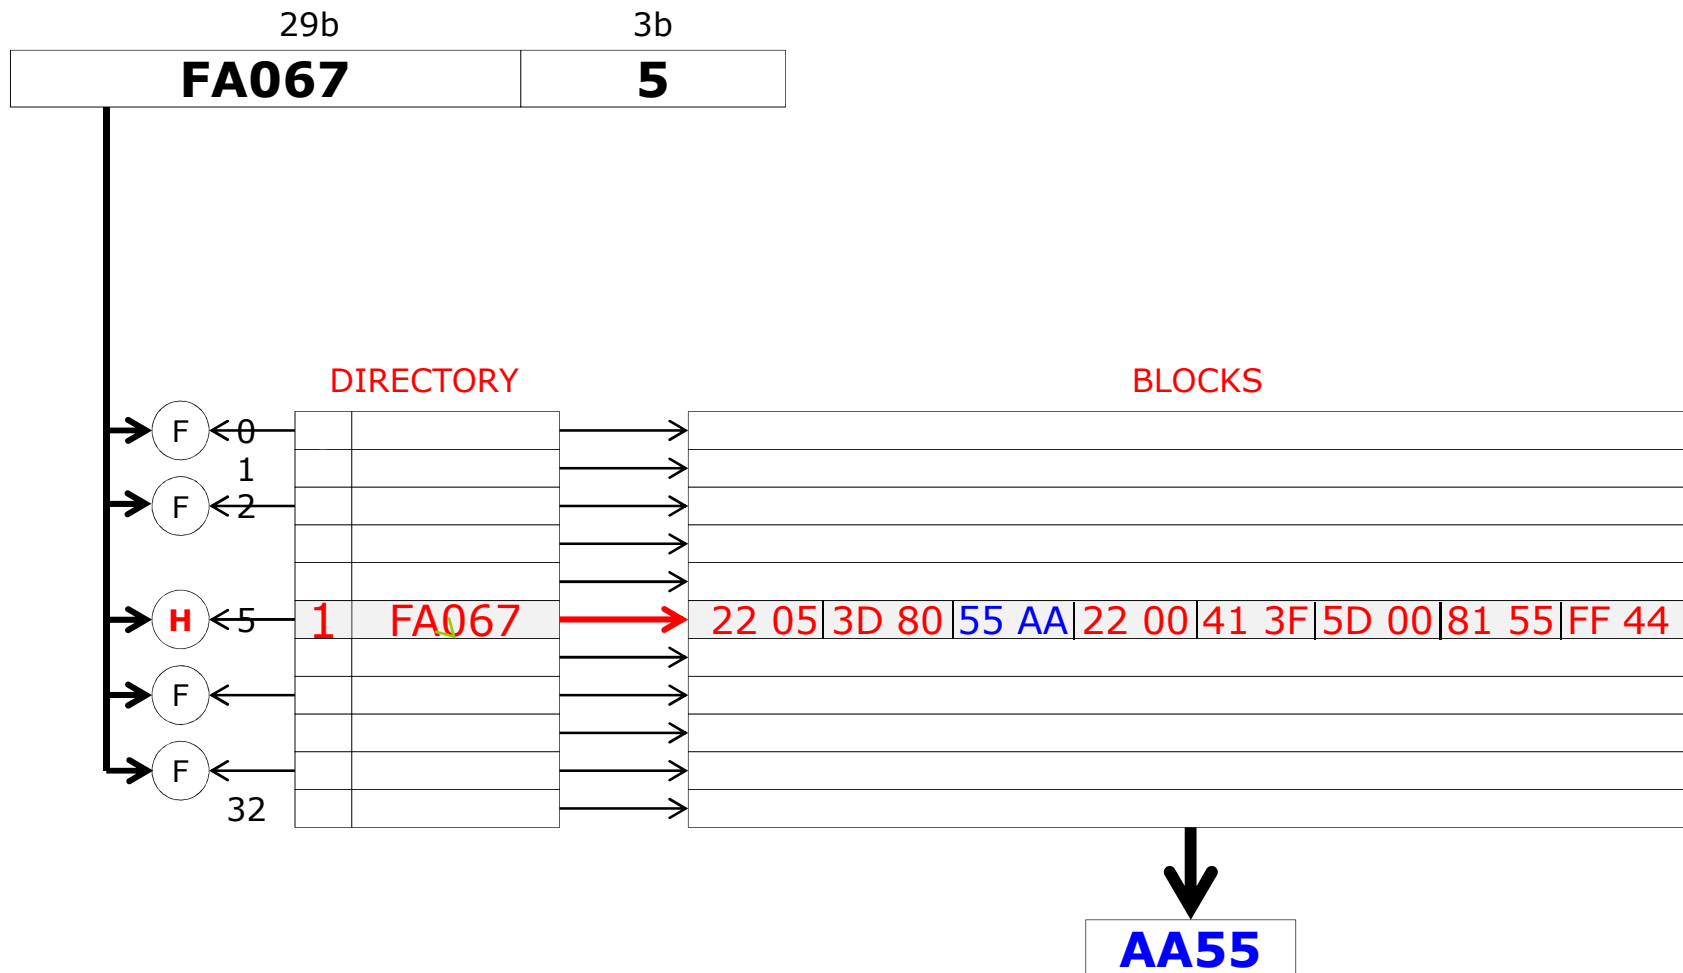 29b 3b
FA067 5
DIRECTORY BLOCKS
F 0
1
F 2
H 5 1 FA067 22 05 3D 80 55 AA 22 00 41 3F 5D 00 81 55 FF 44
F
F
32
AA55